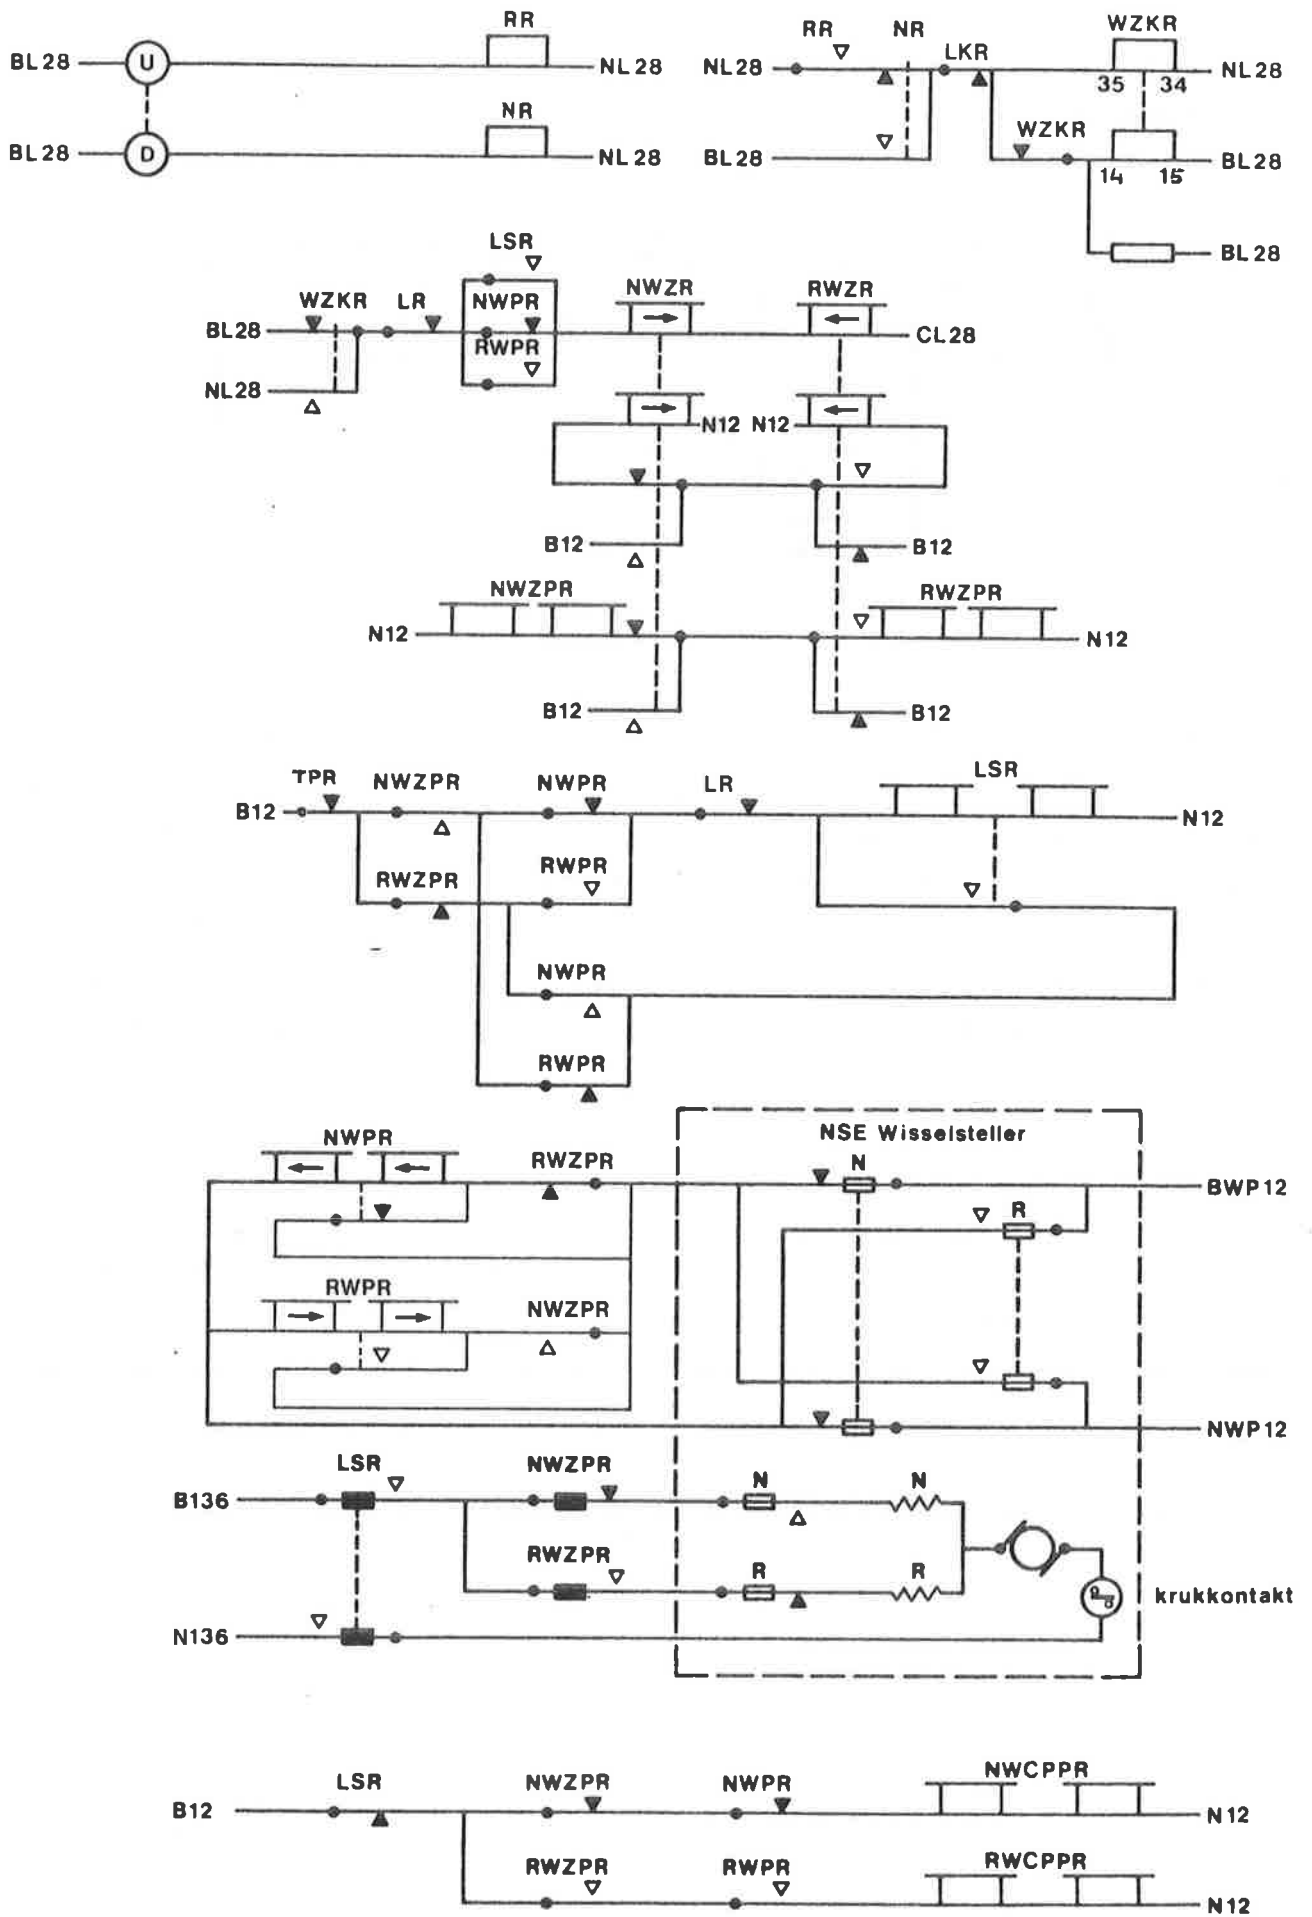 RR
BL28 U NL28
NR
BL28 D NL28
RR NR LKR WZKR
NL28 35 34 NL28
WZKR
BL28 14 15 BL28
BL28
LSR
WZKR LR NWPR NWZR RWZR
BL28 CL28
RWPR
NL28
N12 N12
B12 B12
NWZPR RWZPR
N12 N12
B12 B12
TPR NWZPR NWPR LR LSR
B12 N12
RWZPR RWPR
NWPR
RWPR
NSE Wisselsteller
NWPR RWZPR N
BWP12
R
RWPR NWZPR
NWP12
LSR NWZPR N N
B136
RWZPR R R
krukkontakt
N136
LSR NWZPR NWPR NWCPPR
B12 N12
RWZPR RWPR RWCPPR
N12